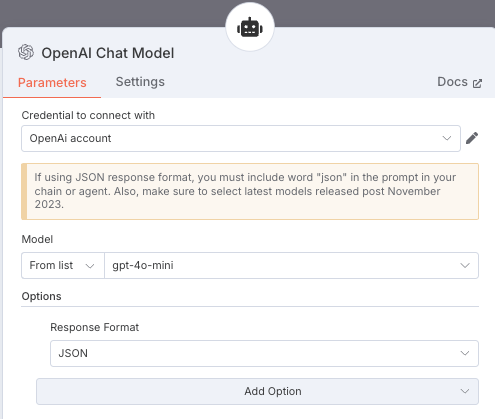 OpenAI Chat Model
Parameters Settings Docs
Credential to connect with
OpenAi account
If using JSON response format, you must include word "json" in the prompt in your
chain or agent. Also, make sure to select latest models released post November
2023.
Model
From list gpt-4o-mini
Options
Response Format
JSON
Add Option